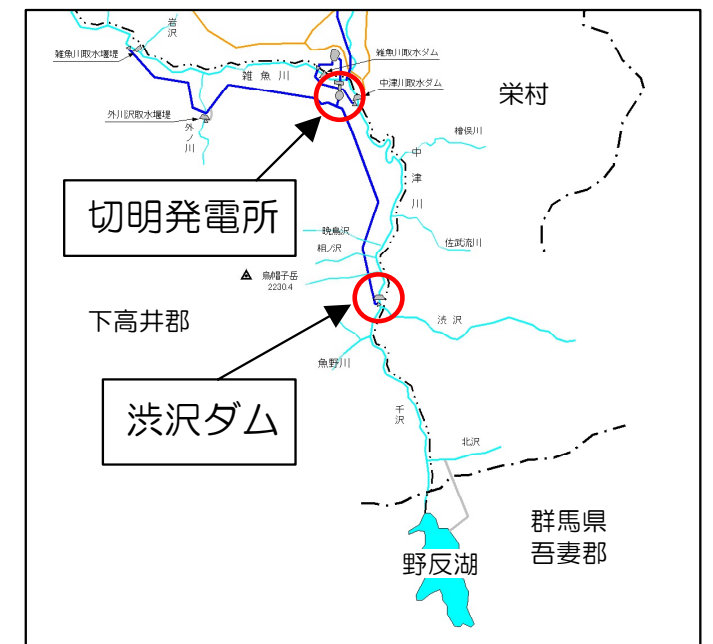 岩沢
雑魚川取水堰堤
雑魚川取水ダム
雑魚川
中津川取水ダム
栄村
外川沢取水堰堤
外ノ川
檜俣川
中津川
切明発電所
晩鳥沢
佐武流川
相ノ沢
烏帽子岳
2230.4
下高井郡
渋沢
魚野川
渋沢ダム
千沢
北沢
群馬県
吾妻郡
野反湖